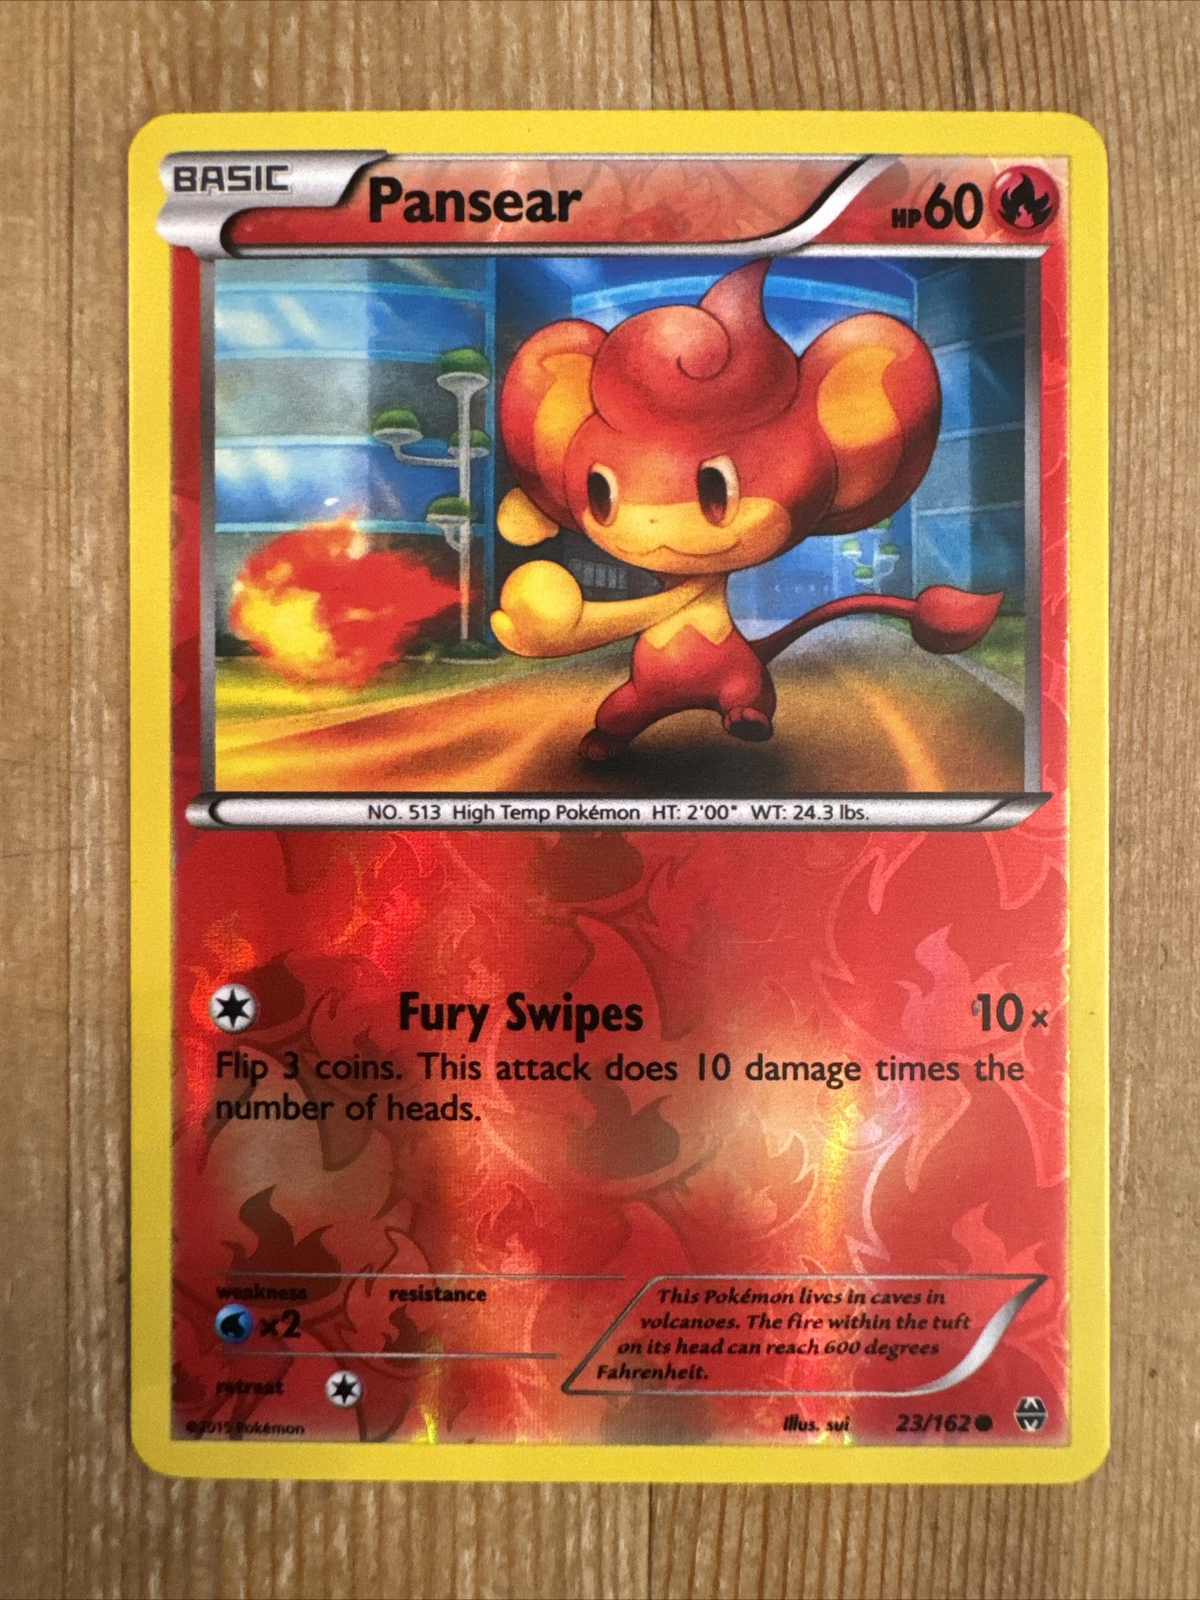 BASIC
Pansear
HP60
NO. 513 High Temp Pokémon HT: 2'00" WT: 24.3 lbs.
Fury Swipes 10×
Flip 3 coins. This attack does 10 damage times the
number of heads.
weakness resistance
×2
retreat
This Pokémon lives in caves in
volcanoes. The fire within the tuft
on its head can reach 600 degrees
Fahrenheit.
©2015 Pokémon
Illus. sui
23/162